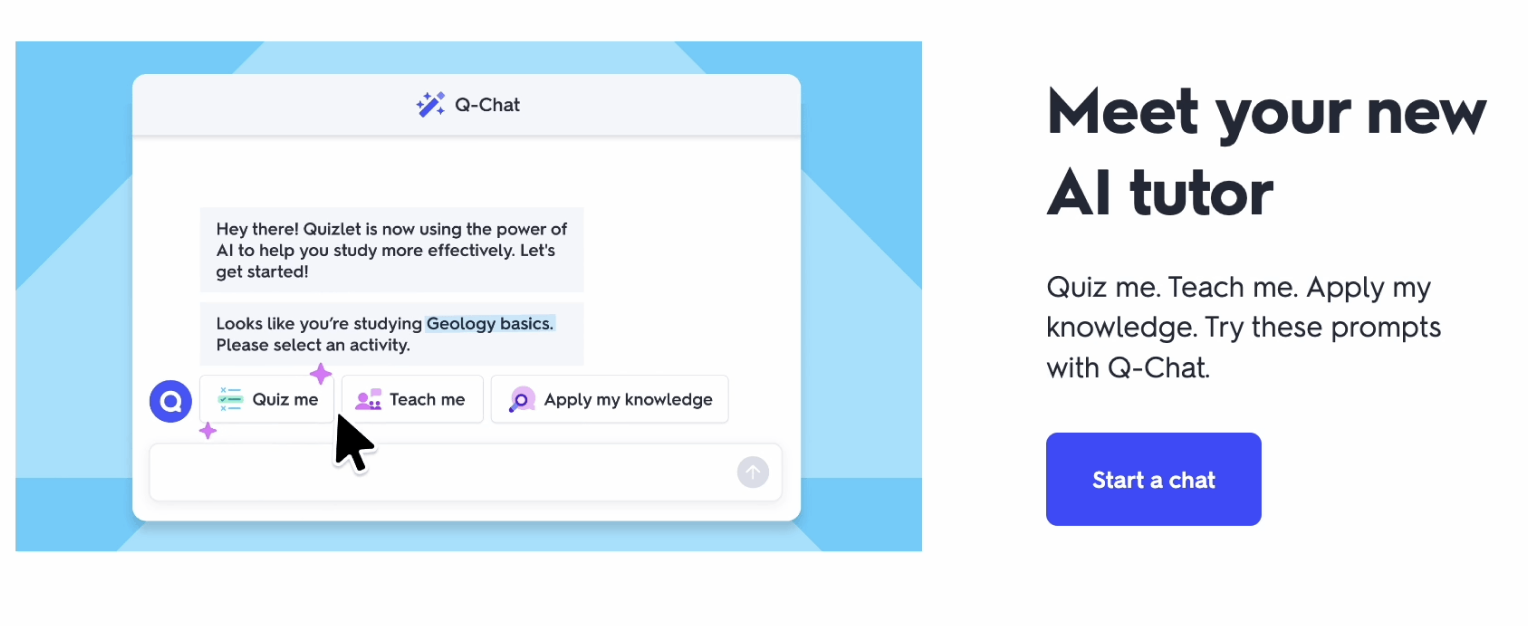 Q-Chat
Hey there! Quizlet is now using the power of
AI to help you study more effectively. Let's
get started!
Looks like you’re studying Geology basics.
Please select an activity.
Quiz me
Teach me
Apply my knowledge
Meet your new
AI tutor
Quiz me. Teach me. Apply my
knowledge. Try these prompts
with Q-Chat.
Start a chat